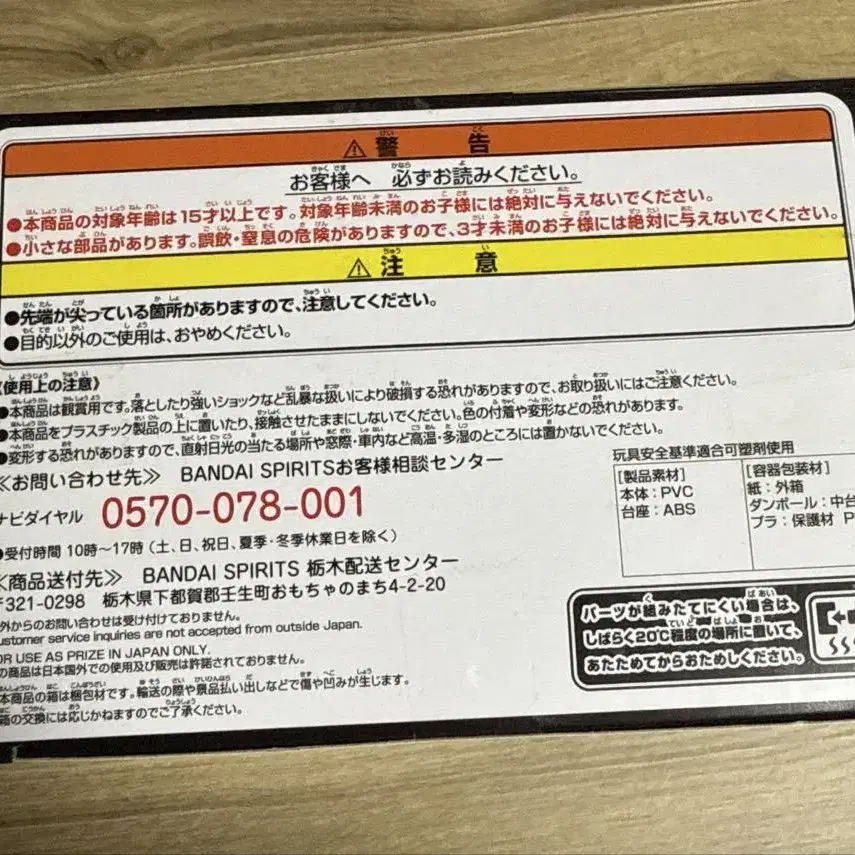 ⚠警告
お客様へ 必ずお読みください。
●本商品の対象年齢は15才以上です。対象年齢未満のお子様には絶対に与えないでください。
●小さな部品があります。誤飲・窒息の危険がありますので、3才未満のお子様には絶対に与えないでください。
⚠注意
●先端が尖っている箇所がありますので、注意してください。
●目的以外のご使用は、おやめください。
《使用上の注意》
●本商品は観賞用です。落としたり強いショックなど乱暴な扱いにより破損する恐れがありますので、お取り扱いにはご注意ください。
●本商品をプラスチック製品の上に置いたり、接触させたままにしないでください。色の付着や変形などの恐れがあります。
●変形する恐れがありますので、直射日光の当たる場所や窓際・車内など高温・多湿のところには置かないでください。
≪お問い合わせ先≫ BANDAI SPIRITSお客様相談センター
ナビダイヤル 0570-078-001
●受付時間 10時〜17時(土、日、祝日、夏季・冬季休業日を除く)
≪商品送付先≫ BANDAI SPIRITS 栃木配送センター
〒321-0298 栃木県下都賀郡壬生町おもちゃのまち4-2-20
外からのお問い合わせは受け付けておりません。
ustomer service inquiries are not accepted from outside Japan.
OR USE AS PRIZE IN JAPAN ONLY.
の商品は日本国外での使用及び販売は許諾されておりません。
本商品の箱は梱包材です。輸送の際や景品払い出しなどで傷や凹みが生じます。
箱の交換には応じかねますのでご了承ください。
玩具安全基準適合可塑剤使用
[製品素材]
本体:PVC
台座:ABS
[容器包装材]
紙:外箱
ダンボール:中台
プラ:保護材 P
パーツが組みたてにくい場合は、
しばらく20℃程度の場所に置いて、
あたためてからおためしください。